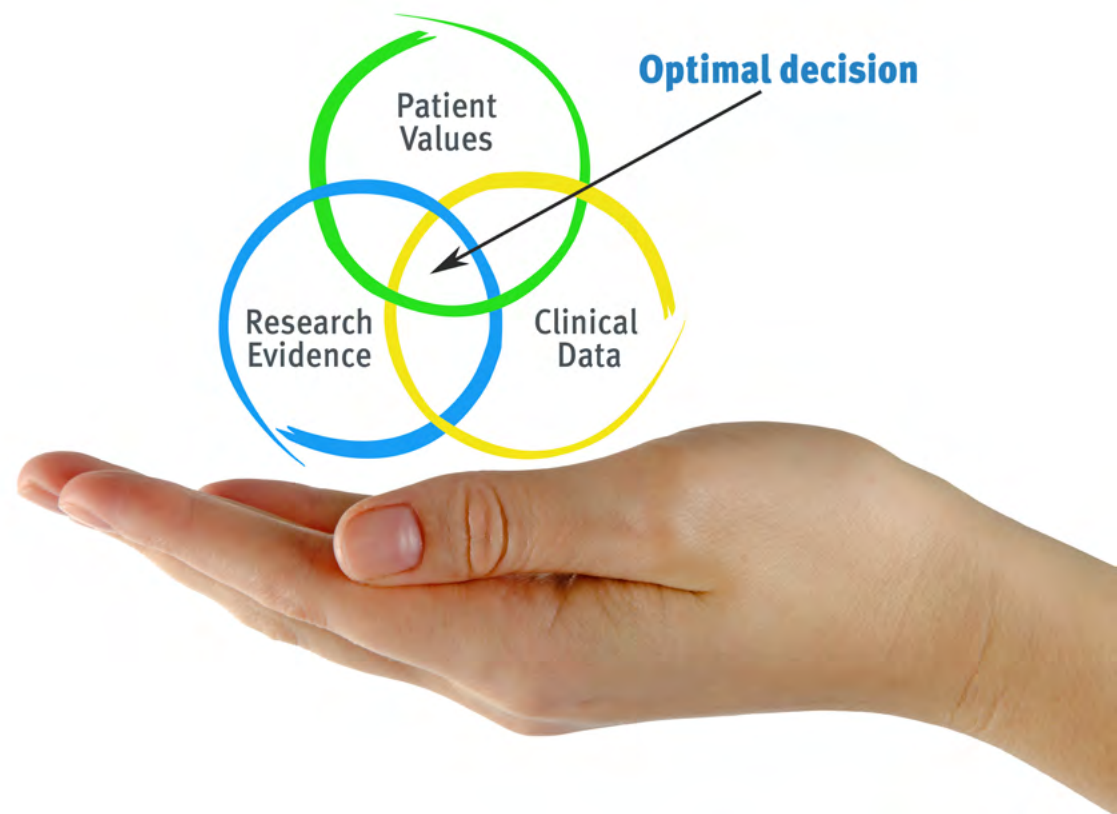 Optimal decision
Patient
Values
Research
Evidence
Clinical
Data